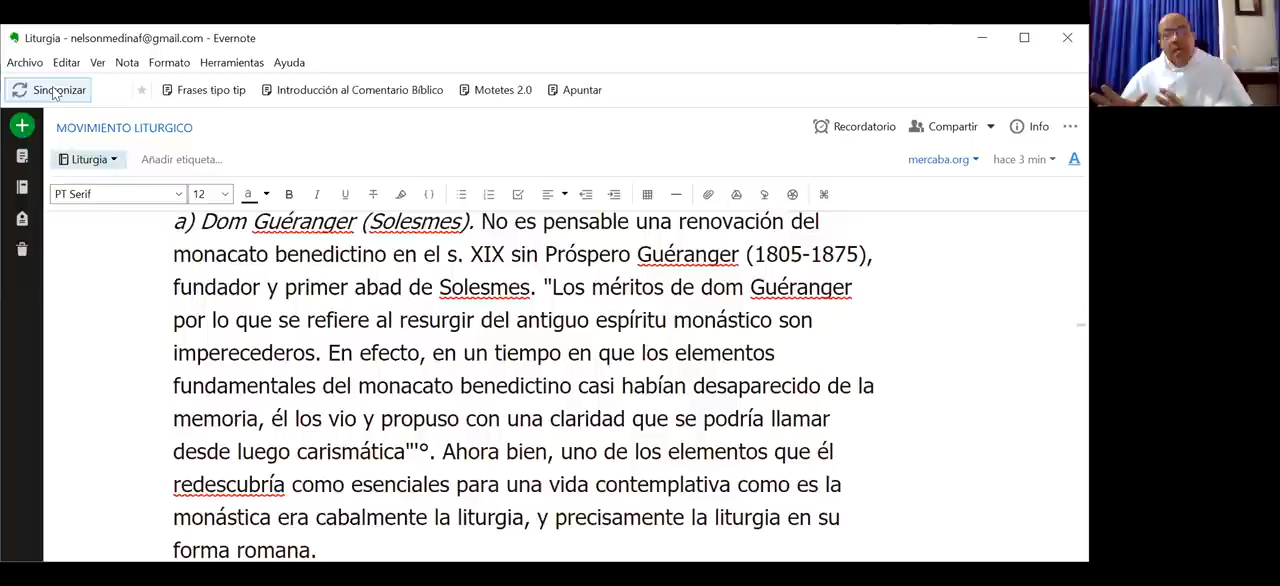 Liturgia - nelsonmedinaf@gmail.com - Evernote
Archivo Editar Ver Nota Formato Herramientas Ayuda
Sincronizar Frases tipo tip Introducción al Comentario Bíblico Motetes 2.0 Apuntar
MOVIMIENTO LITURGICO Recordatorio Compartir Info
Liturgia Añadir etiqueta... mercaba.org hace 3 min A
PT Serif 12 a B I U T
a) Dom Guéranger (Solesmes). No es pensable una renovación del
monacato benedictino en el s. XIX sin Próspero Guéranger (1805-1875),
fundador y primer abad de Solesmes. "Los méritos de dom Guéranger
por lo que se refiere al resurgir del antiguo espíritu monástico son
imperecederos. En efecto, en un tiempo en que los elementos
fundamentales del monacato benedictino casi habían desaparecido de la
memoria, él los vio y propuso con una claridad que se podría llamar
desde luego carismática"'°. Ahora bien, uno de los elementos que él
redescubría como esenciales para una vida contemplativa como es la
monástica era cabalmente la liturgia, y precisamente la liturgia en su
forma romana.